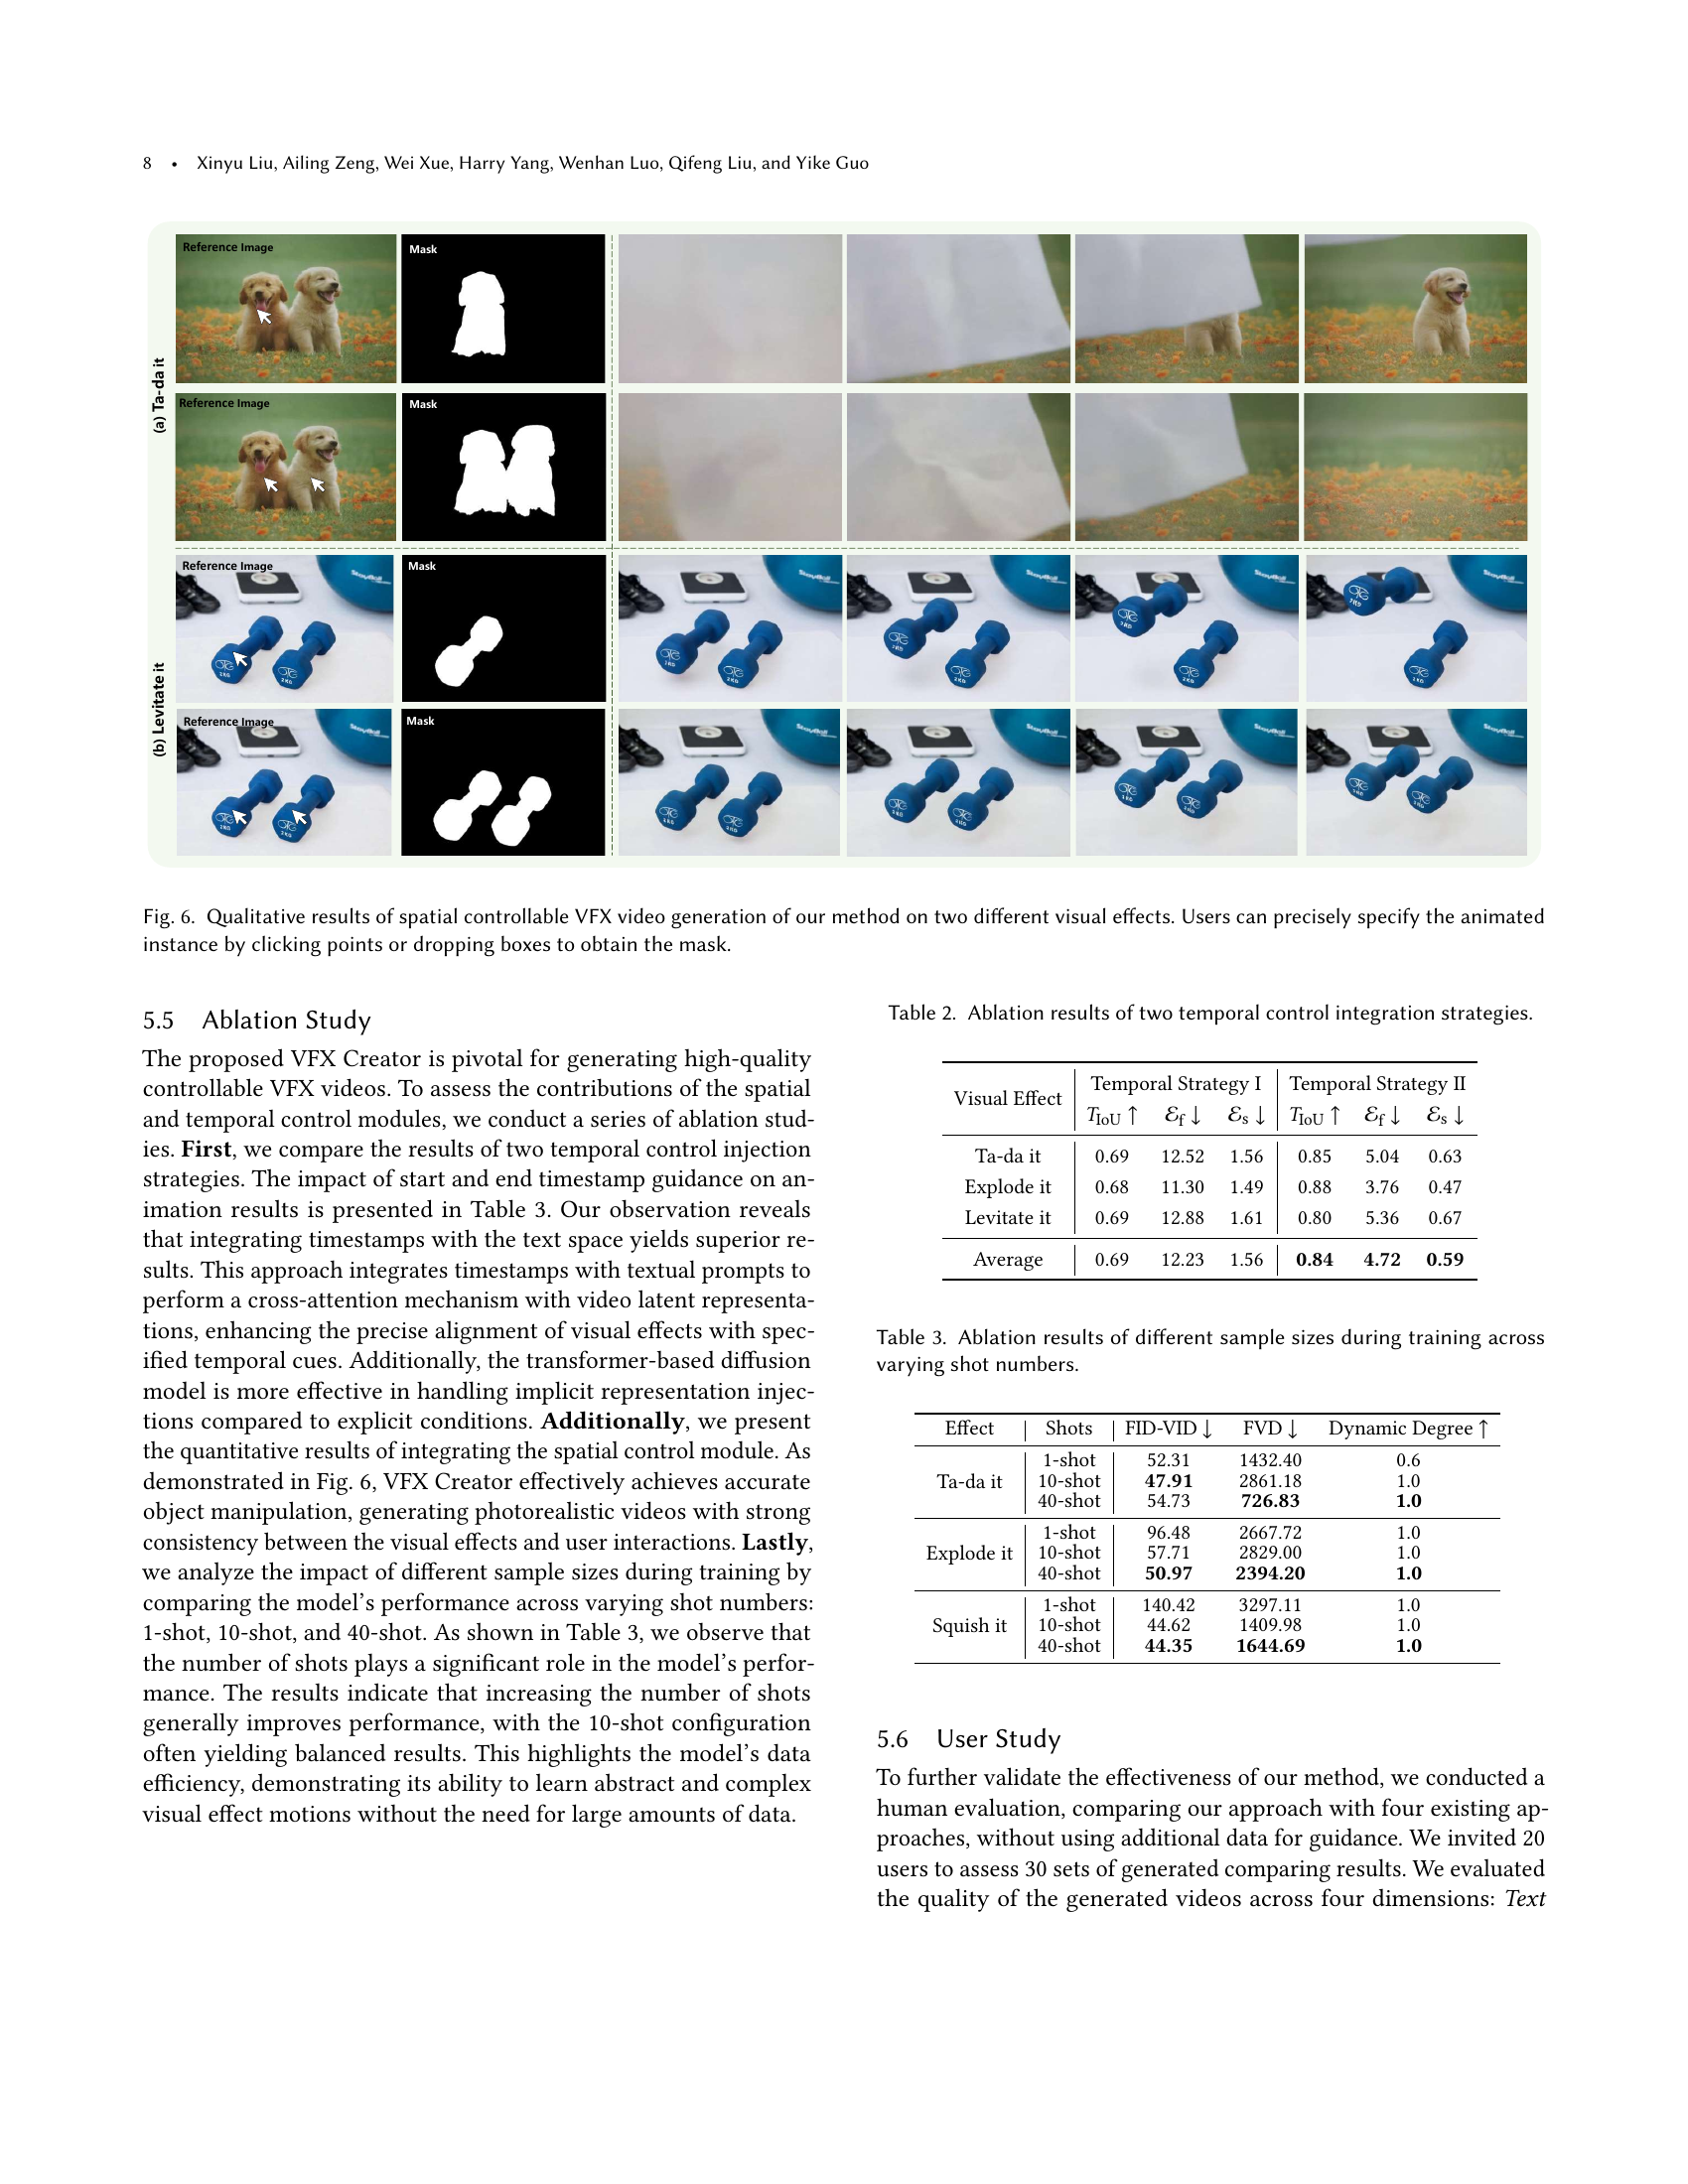 8 • Xinyu Liu, Ailing Zeng, Wei Xue, Harry Yang, Wenhan Luo, Qifeng Liu, and Yike Guo
(a) Ta-da it
Reference Image
Mask
Reference Image
Mask
(b) Levitate it
Reference Image
Mask
Reference Image
Mask
Fig. 6. Qualitative results of spatial controllable VFX video generation of our method on two different visual effects. Users can precisely specify the animated
instance by clicking points or dropping boxes to obtain the mask.
5.5 Ablation Study
The proposed VFX Creator is pivotal for generating high-quality
controllable VFX videos. To assess the contributions of the spatial
and temporal control modules, we conduct a series of ablation stud-
ies. First, we compare the results of two temporal control injection
strategies. The impact of start and end timestamp guidance on an-
imation results is presented in Table 3. Our observation reveals
that integrating timestamps with the text space yields superior re-
sults. This approach integrates timestamps with textual prompts to
perform a cross-attention mechanism with video latent representa-
tions, enhancing the precise alignment of visual effects with spec-
ified temporal cues. Additionally, the transformer-based diffusion
model is more effective in handling implicit representation injec-
tions compared to explicit conditions. Additionally, we present
the quantitative results of integrating the spatial control module. As
demonstrated in Fig. 6, VFX Creator effectively achieves accurate
object manipulation, generating photorealistic videos with strong
consistency between the visual effects and user interactions. Lastly,
we analyze the impact of different sample sizes during training by
comparing the model's performance across varying shot numbers:
1-shot, 10-shot, and 40-shot. As shown in Table 3, we observe that
the number of shots plays a significant role in the model's perfor-
mance. The results indicate that increasing the number of shots
generally improves performance, with the 10-shot configuration
often yielding balanced results. This highlights the model's data
efficiency, demonstrating its ability to learn abstract and complex
visual effect motions without the need for large amounts of data.
Table 2. Ablation results of two temporal control integration strategies.
Visual Effect Temporal Strategy I Temporal Strategy II
T_IoU ↑ ℰ_f ↓ ℰ_s ↓ T_IoU ↑ ℰ_f ↓ ℰ_s ↓
Ta-da it 0.69 12.52 1.56 0.85 5.04 0.63
Explode it 0.68 11.30 1.49 0.88 3.76 0.47
Levitate it 0.69 12.88 1.61 0.80 5.36 0.67
Average 0.69 12.23 1.56 0.84 4.72 0.59
Table 3. Ablation results of different sample sizes during training across
varying shot numbers.
Effect Shots FID-VID ↓ FVD ↓ Dynamic Degree ↑
1-shot 52.31 1432.40 0.6
Ta-da it 10-shot 47.91 2861.18 1.0
40-shot 54.73 726.83 1.0
1-shot 96.48 2667.72 1.0
Explode it 10-shot 57.71 2829.00 1.0
40-shot 50.97 2394.20 1.0
1-shot 140.42 3297.11 1.0
Squish it 10-shot 44.62 1409.98 1.0
40-shot 44.35 1644.69 1.0
5.6 User Study
To further validate the effectiveness of our method, we conducted a
human evaluation, comparing our approach with four existing ap-
proaches, without using additional data for guidance. We invited 20
users to assess 30 sets of generated comparing results. We evaluated
the quality of the generated videos across four dimensions: Text